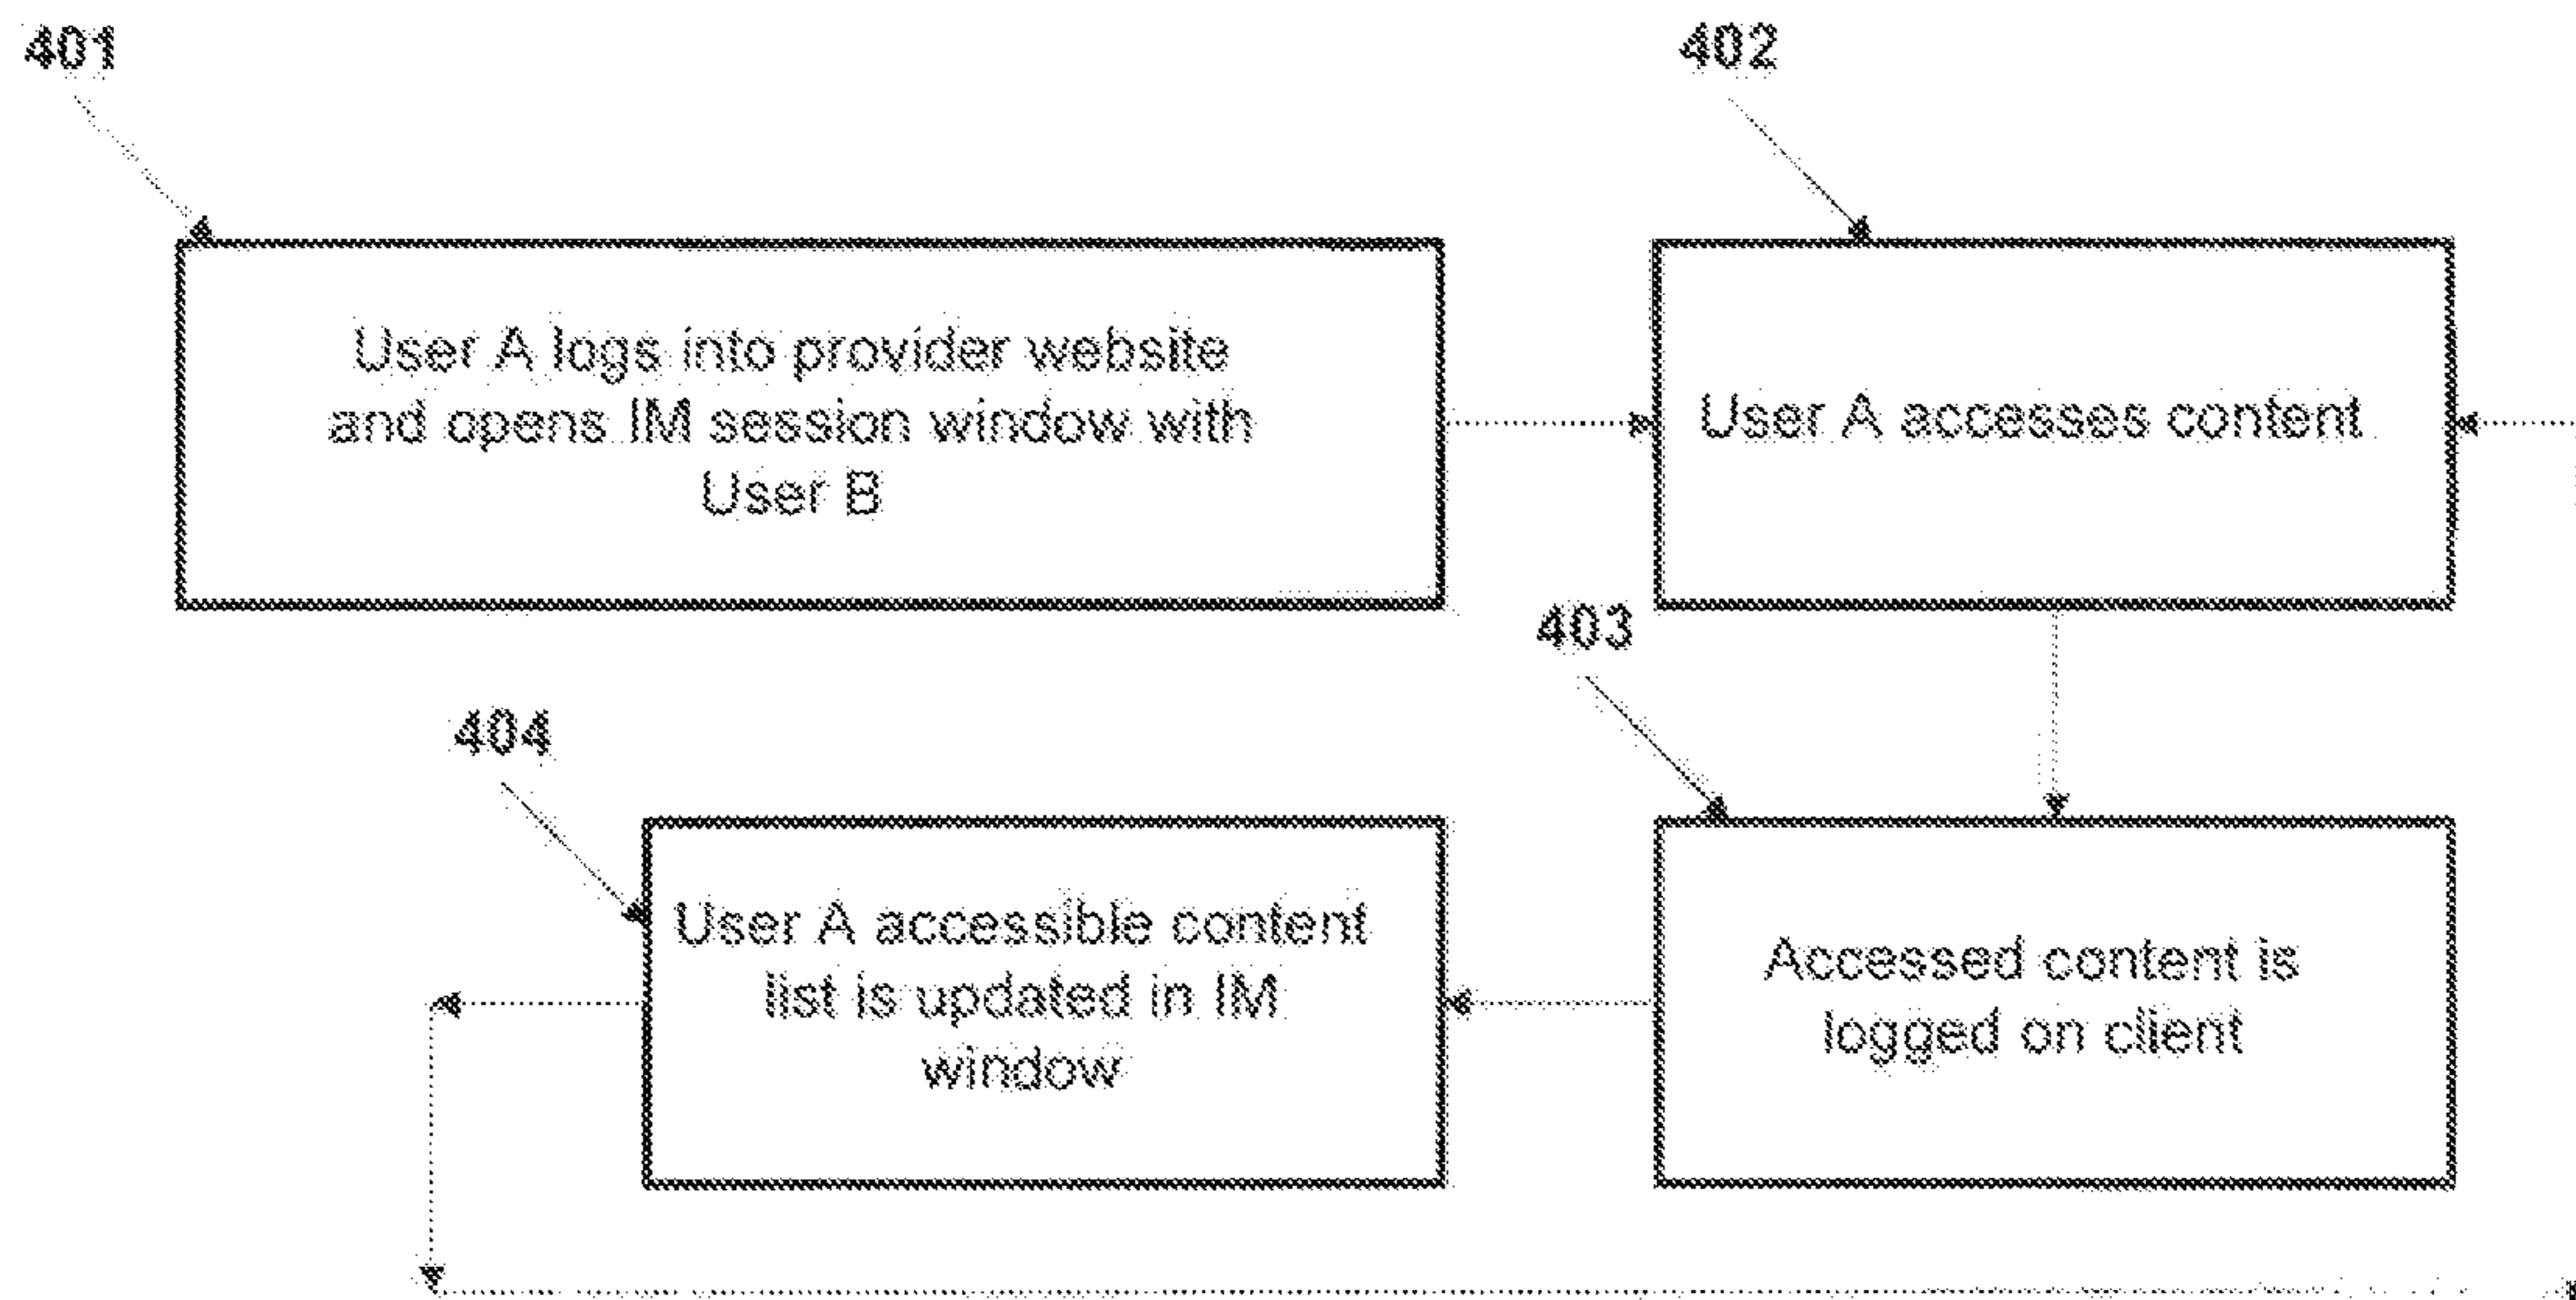 401
402
User A logs into provider website
and opens IM session window with
User B
User A accesses content
403
404
User A accessible content
list is updated in IM
window
Accessed content is
logged on client